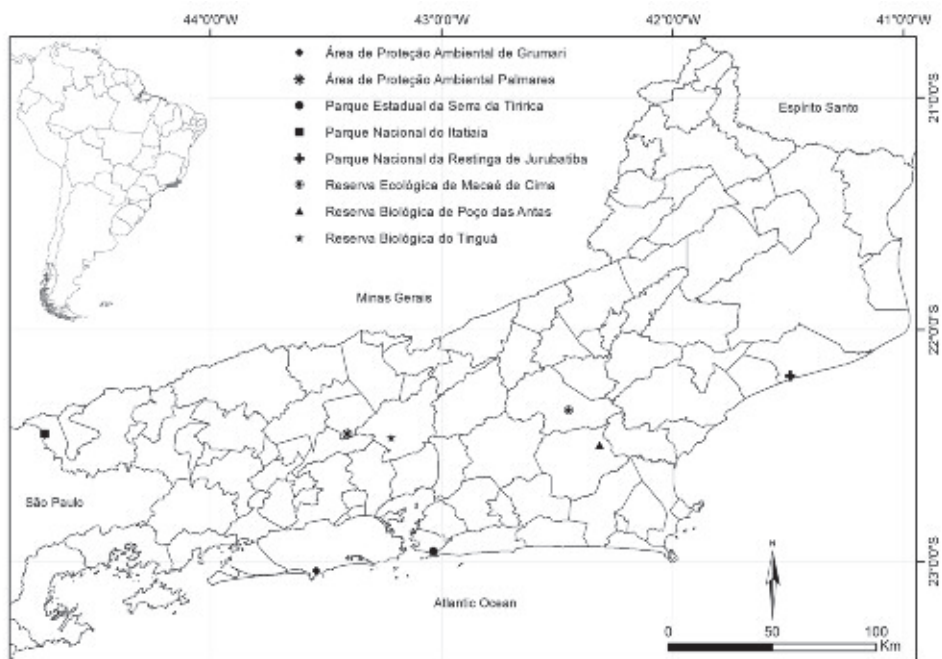 44°0'0"W 43°0'0"W 42°0'0"W 41°0'0"W
Área de Proteção Ambiental de Grumari
Área de Proteção Ambiental Palmares
Parque Estadual da Serra da Tiririca
Parque Nacional do Itatiaia
Parque Nacional da Restinga de Jurubatiba
Reserva Ecológica de Macaé de Cima
Reserva Biológica de Poço das Antas
Reserva Biológica do Tinguá
Espírito Santo
21°0'0"S
Minas Gerais
22°0'0"S
São Paulo
23°0'0"S
Atlantic Ocean
N
0 50 100
Km